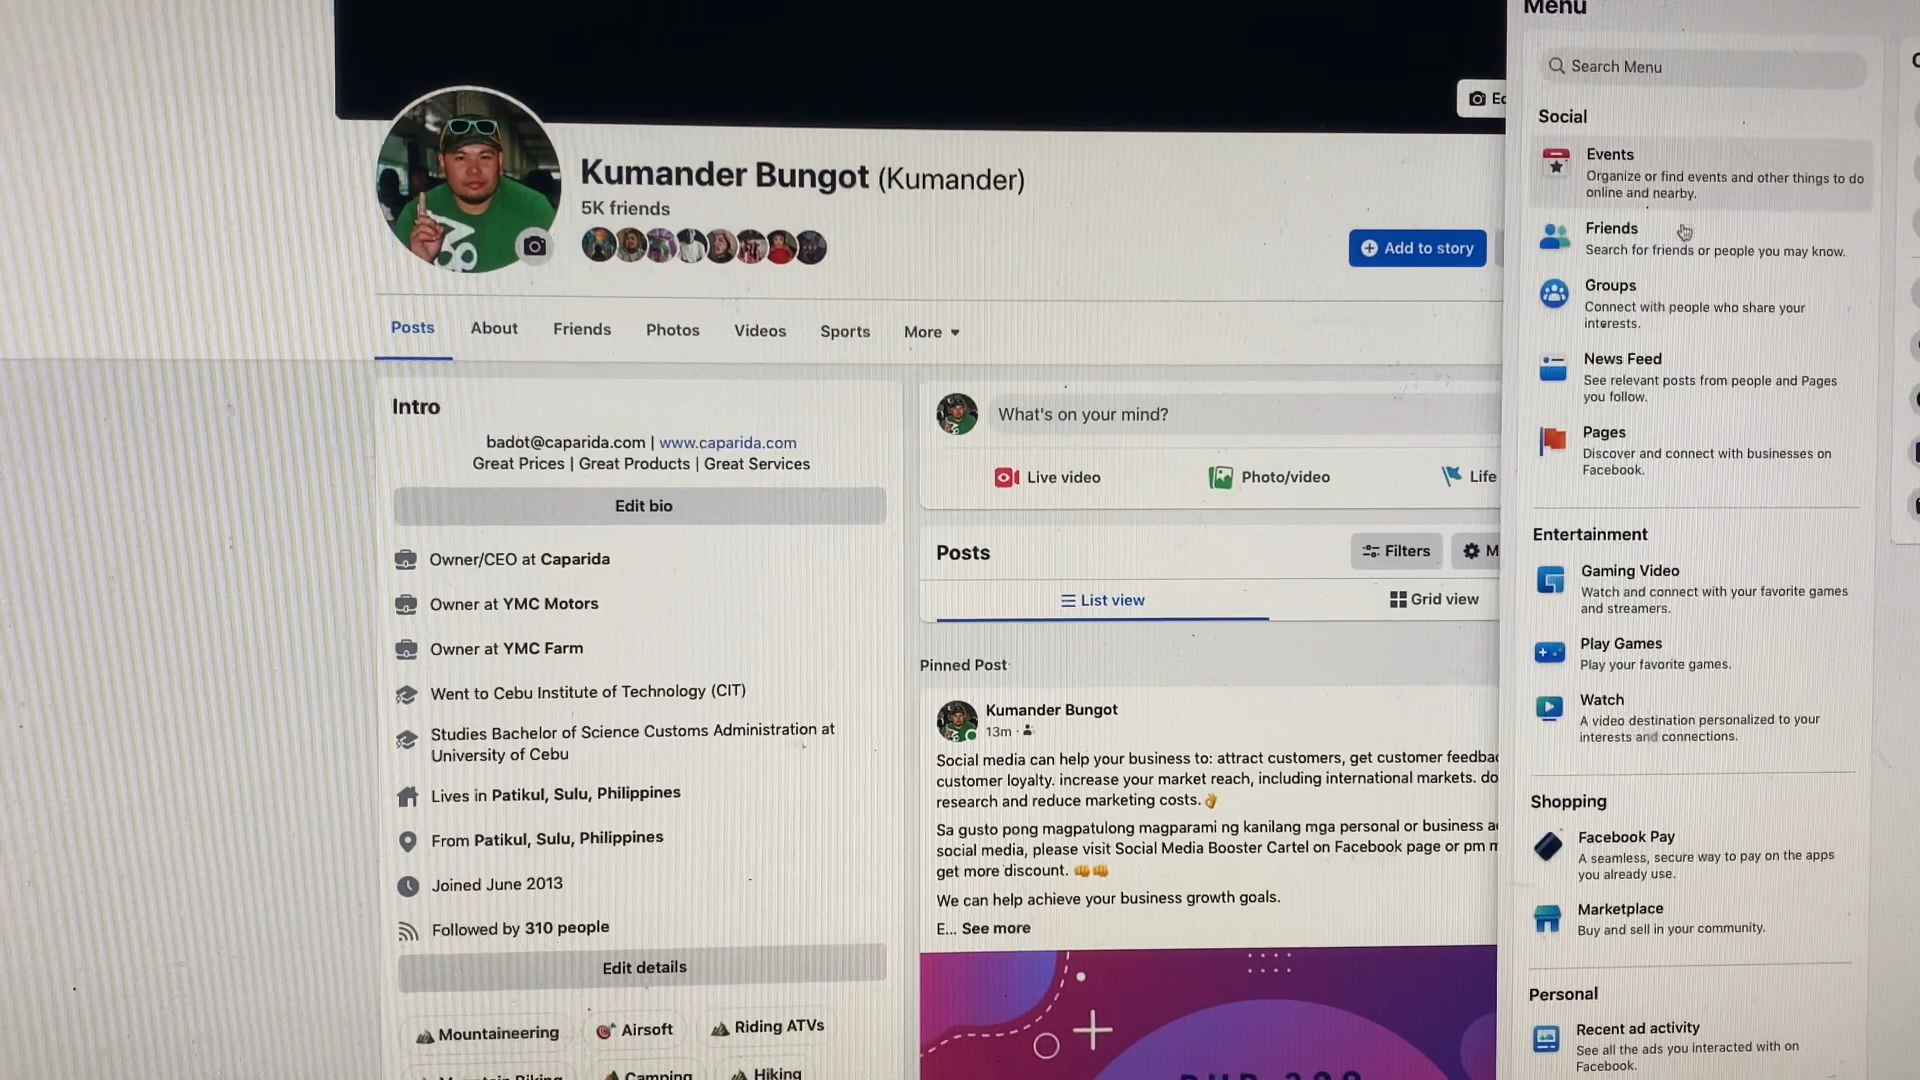 Kumander Bungot (Kumander)
5K friends
Add to story
Posts
About
Friends
Photos
Videos
Sports
More
Intro
badot@caparida.com | www.caparida.com
Great Prices | Great Products | Great Services
Edit bio
Owner/CEO at Caparida
Owner at YMC Motors
Owner at YMC Farm
Went to Cebu Institute of Technology (CIT)
Studies Bachelor of Science Customs Administration at
University of Cebu
Lives in Patikul, Sulu, Philippines
From Patikul, Sulu, Philippines
Joined June 2013
Followed by 310 people
Edit details
Mountaineering
Airsoft
Riding ATVs
Camping
Hiking
What's on your mind?
Live video
Photo/video
Life
Posts
Filters
List view
Grid view
Pinned Post
Kumander Bungot
13m
Social media can help your business to: attract customers, get customer
customer loyalty. increase your market reach, including international markets. do
research and reduce marketing costs.👌
Sa gusto pong magpatulong magparami ng kanilang mga personal or business
social media, please visit Social Media Booster Cartel on Facebook page or pm
get more discount. 👊👊
We can help achieve your business growth goals.
E... See more
Menu
Search Menu
Social
Events
Organize or find events and other things to do
online and nearby.
Friends
Search for friends or people you may know.
Groups
Connect with people who share your
interests.
News Feed
See relevant posts from people and Pages
you follow.
Pages
Discover and connect with businesses on
Facebook.
Entertainment
Gaming Video
Watch and connect with your favorite games
and streamers.
Play Games
Play your favorite games.
Watch
A video destination personalized to your
interests and connections.
Shopping
Facebook Pay
A seamless, secure way to pay on the apps
you already use.
Marketplace
Buy and sell in your community.
Personal
Recent ad activity
See all the ads you interacted with on
Facebook.